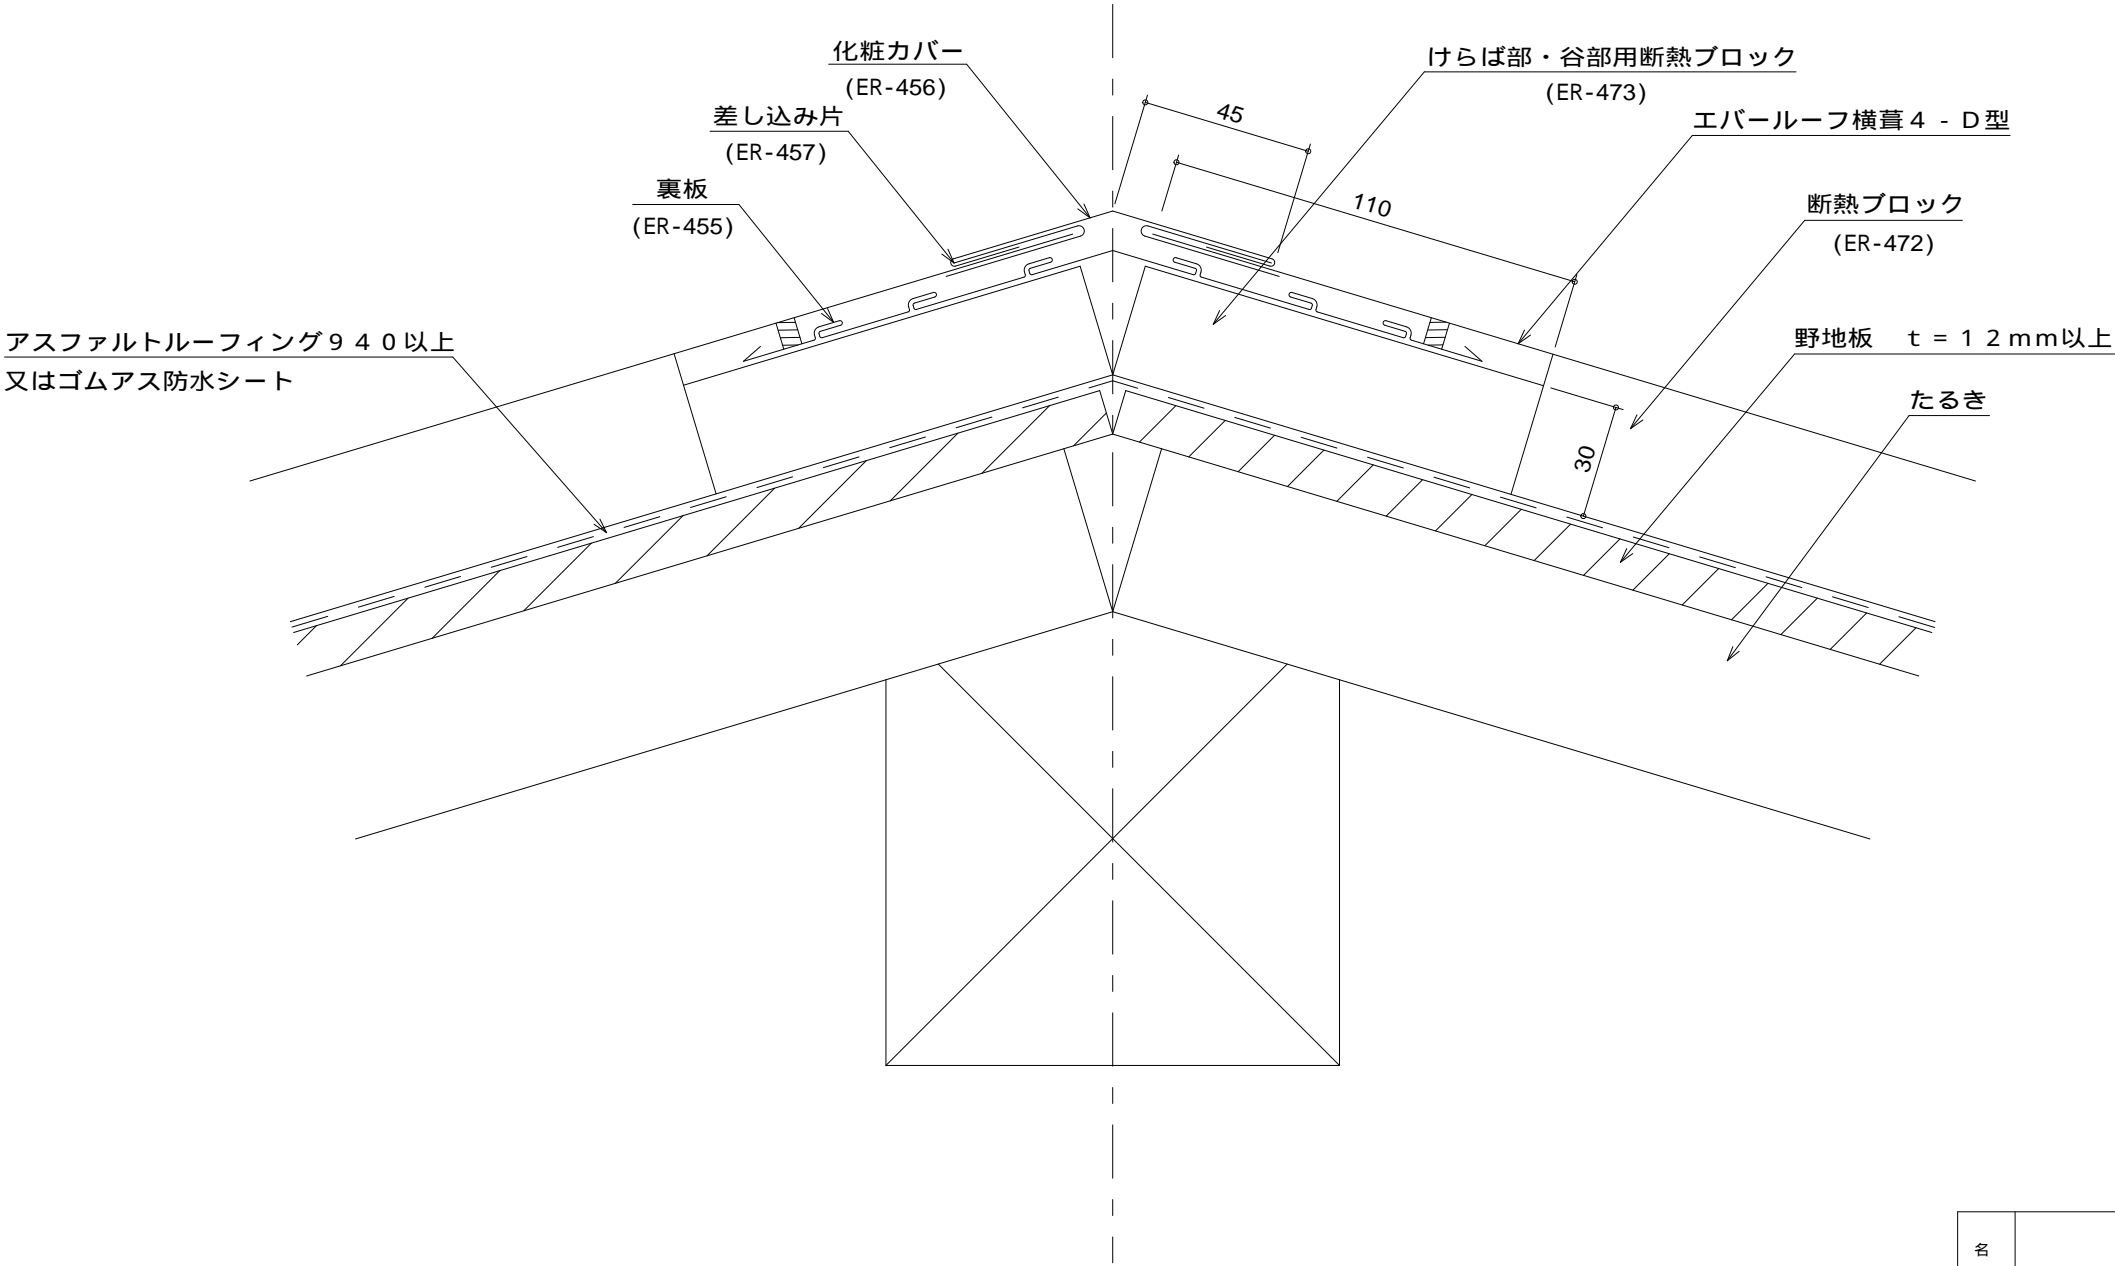 化粧カバー
(ER-456)
差し込み片
(ER-457)
裏板
(ER-455)
アスファルトルーフィング９４０以上
又はゴムアス防水シート
けらば部・谷部用断熱ブロック
(ER-473)
45
110
エバールーフ横葺４‐Ｄ型
断熱ブロック
(ER-472)
野地板　ｔ＝１２ｍｍ以上
たるき
30
名